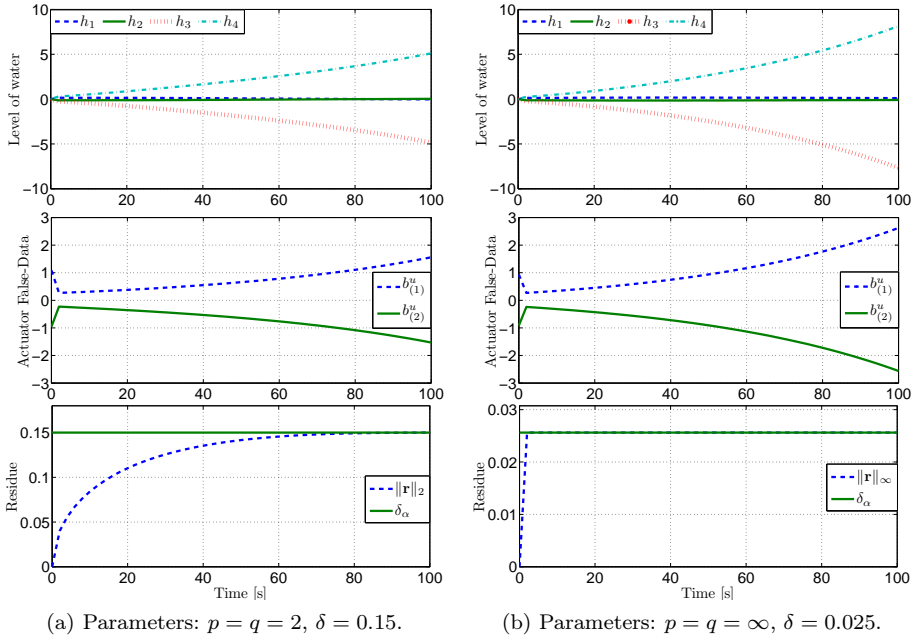 h₁ h₂ h₃ h₄
Level of water
10
5
0
−5
−10
0 20 40 60 80 100
Actuator False-Data
3
2
1
0
−1
−2
−3
bᵘ₍₁₎
bᵘ₍₂₎
0 20 40 60 80 100
Residue
0.15
0.1
0.05
0
‖r‖₂
δα
0 20 40 60 80 100
Time [s]
(a) Parameters: p = q = 2, δ = 0.15.
h₁ h₂ h₃ h₄
Level of water
10
5
0
−5
−10
0 20 40 60 80 100
Actuator False-Data
3
2
1
0
−1
−2
−3
bᵘ₍₁₎
bᵘ₍₂₎
0 20 40 60 80 100
Residue
0.03
0.02
0.01
0
‖r‖∞
δα
0 20 40 60 80 100
Time [s]
(b) Parameters: p = q = ∞, δ = 0.025.